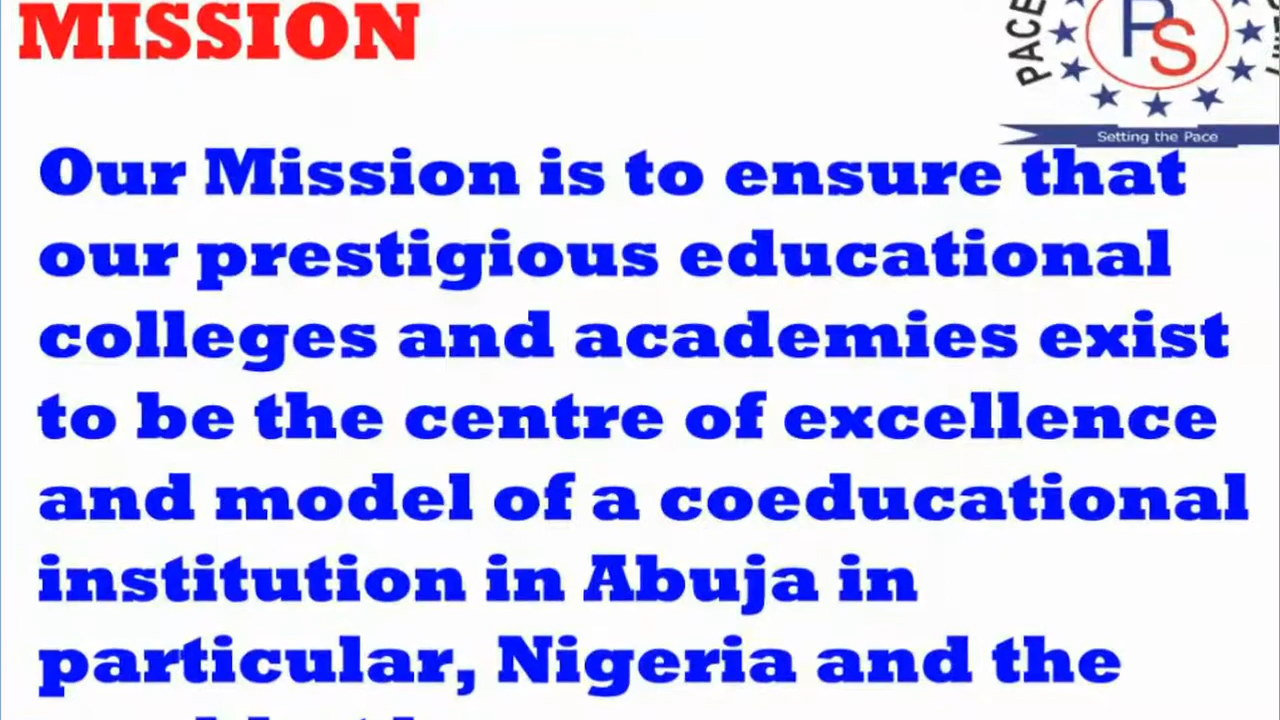 MISSION
PACE
PS
Setting the Pace
Our Mission is to ensure that
our prestigious educational
colleges and academies exist
to be the centre of excellence
and model of a coeducational
institution in Abuja in
particular, Nigeria and the